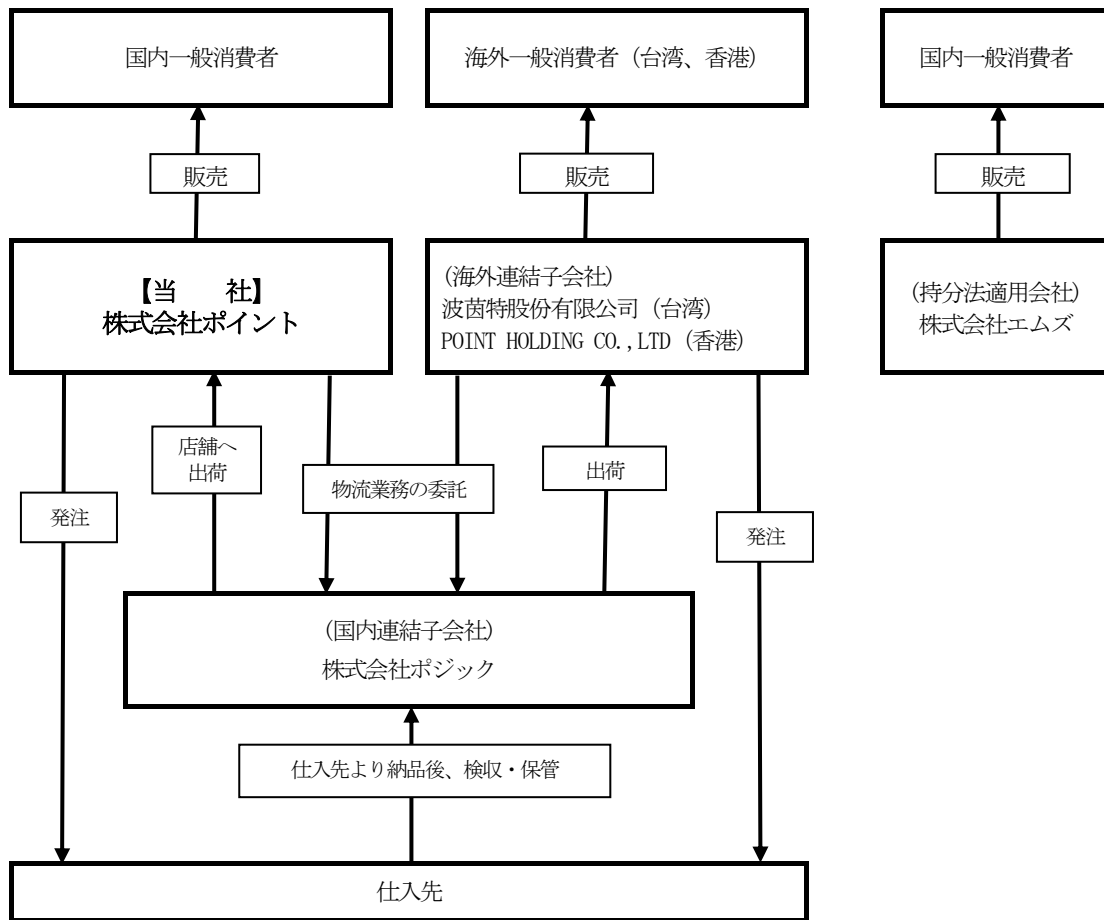 国内一般消費者
海外一般消費者（台湾、香港）
国内一般消費者
販売
販売
販売
【当　　社】
株式会社ポイント
（海外連結子会社）
波茵特股份有限公司（台湾）
POINT HOLDING CO.,LTD（香港）
（持分法適用会社）
株式会社エムズ
店舗へ
出荷
物流業務の委託
出荷
発注
発注
（国内連結子会社）
株式会社ポジック
仕入先より納品後、検収・保管
仕入先